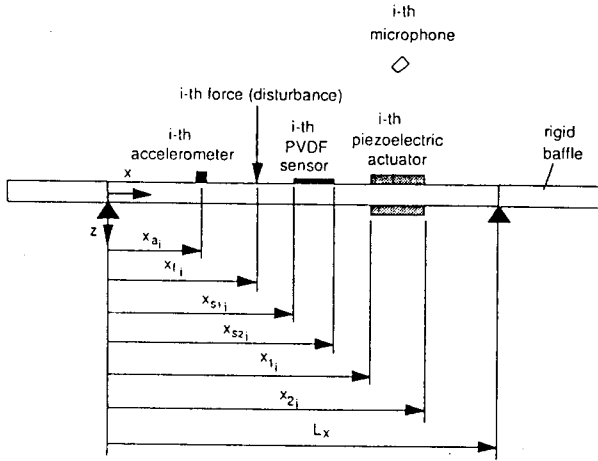 i-th
microphone
i-th force (disturbance)
i-th
accelerometer
i-th
PVDF
sensor
i-th
piezoelectric
actuator
rigid
baffle
x
z
x_{a_i}
x_{f_i}
x_{s1_i}
x_{s2_i}
x_{1_i}
x_{2_i}
L_x